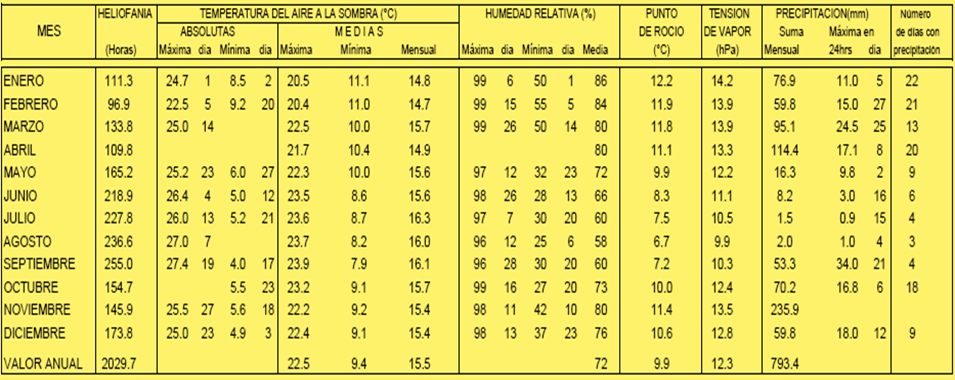 HELIOFANIA TEMPERATURA DEL AIRE A LA SOMBRA (°C) HUMEDAD RELATIVA (%) PUNTO TENSION PRECIPITACION(mm) Número
MES ABSOLUTAS M E D I A S DE ROCIO DE VAPOR Suma Máxima en de días con
(Horas) Máxima dia Mínima dia Máxima Mínima Mensual Máxima dia Mínima dia Media (°C) (hPa) Mensual 24hrs dia precipitación
ENERO 111.3 24.7 1 8.5 2 20.5 11.1 14.8 99 6 50 1 86 12.2 14.2 76.9 11.0 5 22
FEBRERO 96.9 22.5 5 9.2 20 20.4 11.0 14.7 99 15 55 5 84 11.9 13.9 59.8 15.0 27 21
MARZO 133.8 25.0 14 22.5 10.0 15.7 99 26 50 14 80 11.8 13.9 95.1 24.5 25 13
ABRIL 109.8 21.7 10.4 14.9 80 11.1 13.3 114.4 17.1 8 20
MAYO 165.2 25.2 23 6.0 27 22.3 10.0 15.6 97 12 32 23 72 9.9 12.2 16.3 9.8 2 9
JUNIO 218.9 26.4 4 5.0 12 23.5 8.6 15.6 98 26 28 13 66 8.3 11.1 8.2 3.0 16 6
JULIO 227.8 26.0 13 5.2 21 23.6 8.7 16.3 97 7 30 20 60 7.5 10.5 1.5 0.9 15 4
AGOSTO 236.6 27.0 7 23.7 8.2 16.0 96 12 25 6 58 6.7 9.9 2.0 1.0 4 3
SEPTIEMBRE 255.0 27.4 19 4.0 17 23.9 7.9 16.1 96 28 30 20 60 7.2 10.3 53.3 34.0 21 4
OCTUBRE 154.7 5.5 23 23.2 9.1 15.7 99 16 27 20 73 10.0 12.4 70.2 16.8 6 18
NOVIEMBRE 145.9 25.5 27 5.6 18 22.2 9.2 15.4 98 11 42 10 80 11.4 13.5 235.9
DICIEMBRE 173.8 25.0 23 4.9 3 22.4 9.1 15.4 98 13 37 23 76 10.6 12.8 59.8 18.0 12 9
VALOR ANUAL 2029.7 22.5 9.4 15.5 72 9.9 12.3 793.4